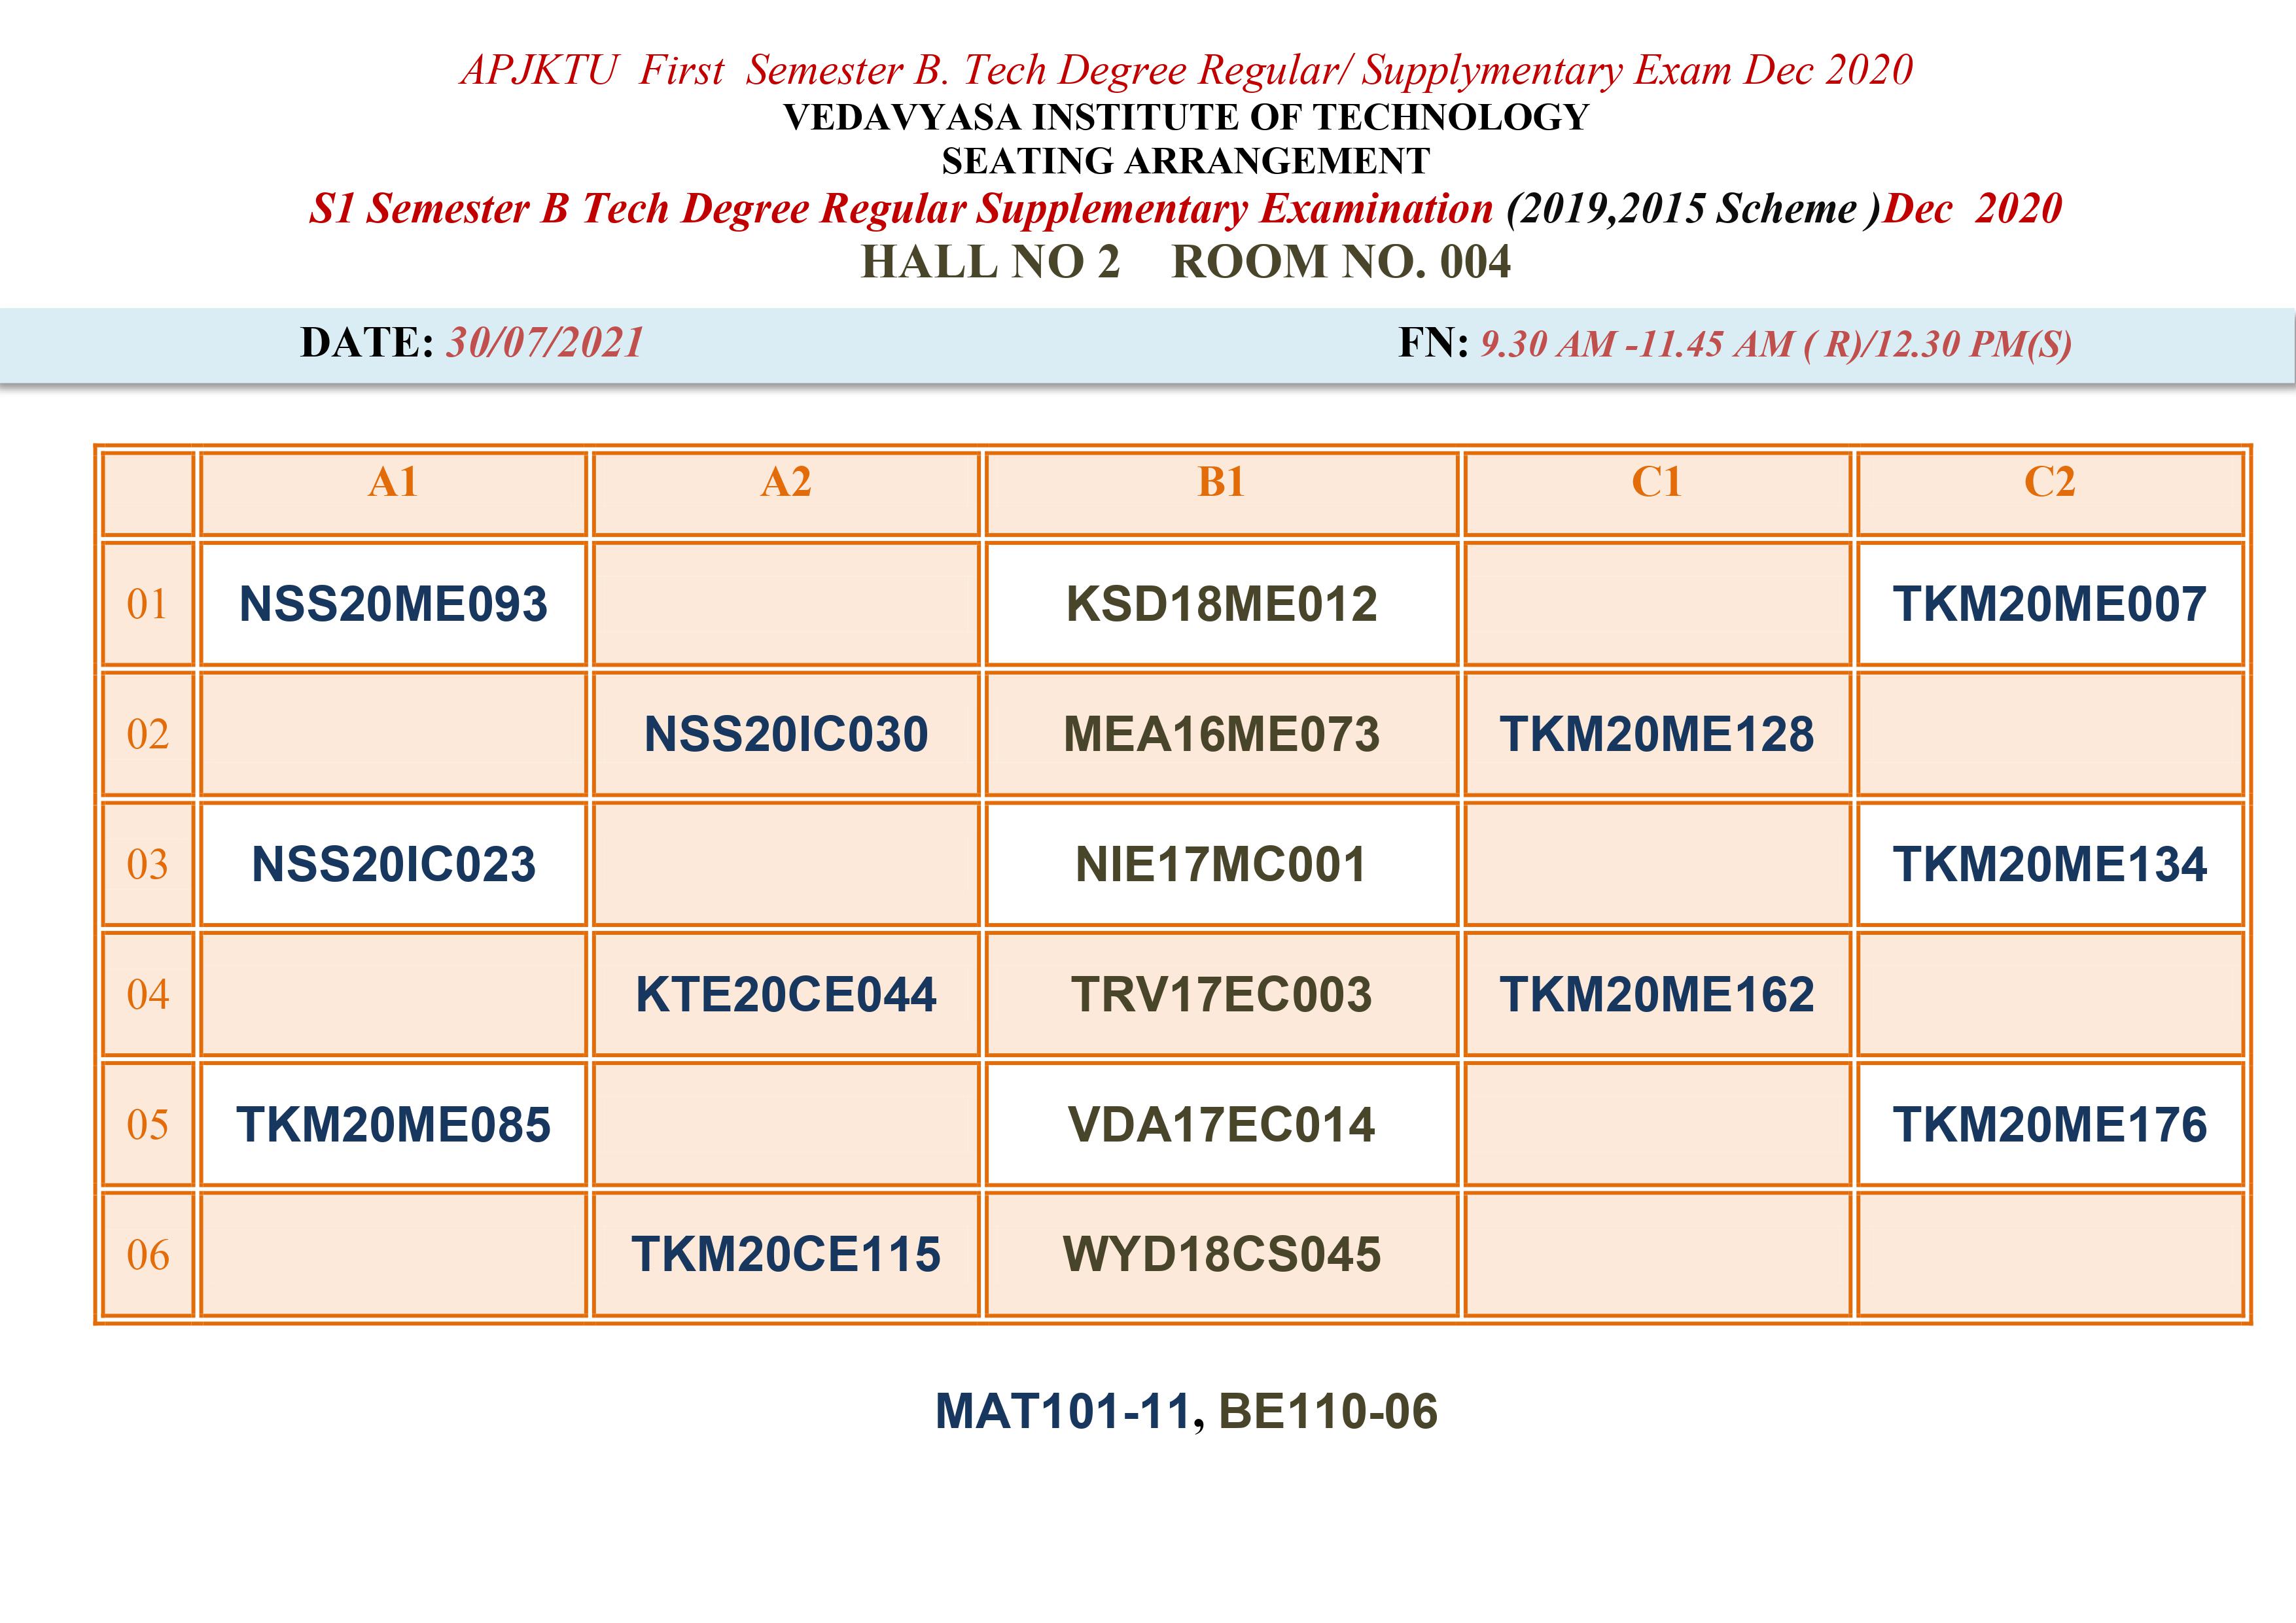 APJKTU First Semester B. Tech Degree Regular/ Supplymentary Exam Dec 2020
VEDAVYASA INSTITUTE OF TECHNOLOGY
SEATING ARRANGEMENT
S1 Semester B Tech Degree Regular Supplementary Examination (2019,2015 Scheme )Dec 2020
HALL NO 2 ROOM NO. 004
DATE: 30/07/2021 FN: 9.30 AM -11.45 AM ( R)/12.30 PM(S)
A1 A2 B1 C1 C2
01 NSS20ME093 KSD18ME012 TKM20ME007
02 NSS20IC030 MEA16ME073 TKM20ME128
03 NSS20IC023 NIE17MC001 TKM20ME134
04 KTE20CE044 TRV17EC003 TKM20ME162
05 TKM20ME085 VDA17EC014 TKM20ME176
06 TKM20CE115 WYD18CS045
MAT101-11, BE110-06